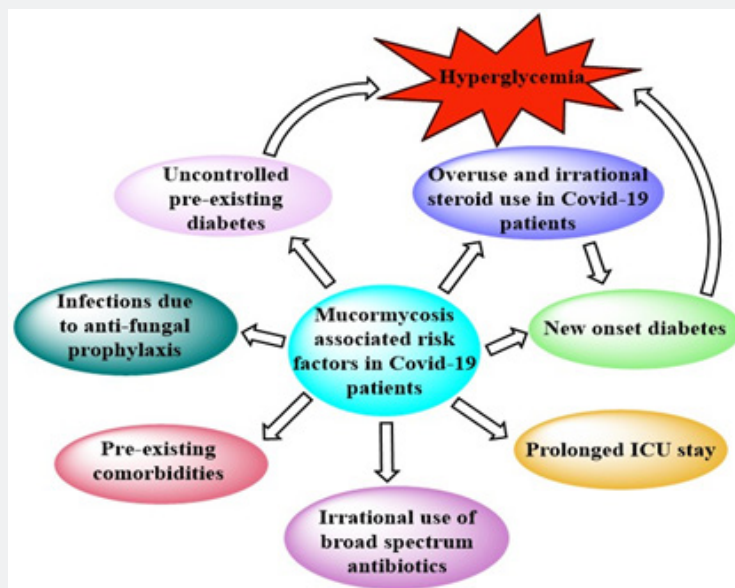 Hyperglycemia
Uncontrolled
pre-existing
diabetes
Overuse and irrational
steroid use in Covid-19
patients
Infections due
to anti-fungal
prophylaxis
Mucormycosis
associated risk
factors in Covid-19
patients
New onset diabetes
Pre-existing
comorbidities
Prolonged ICU stay
Irrational use of
broad spectrum
antibiotics